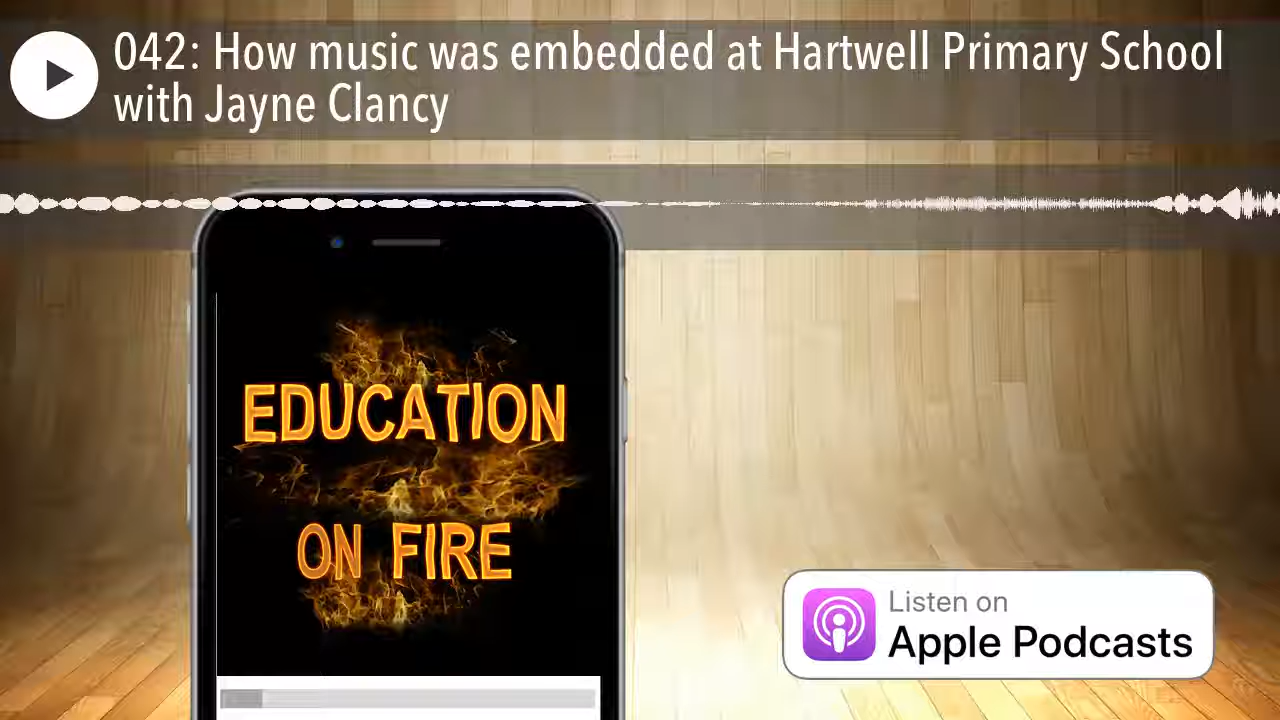 042: How music was embedded at Hartwell Primary School
with Jayne Clancy
EDUCATION
ON FIRE
Listen on
Apple Podcasts